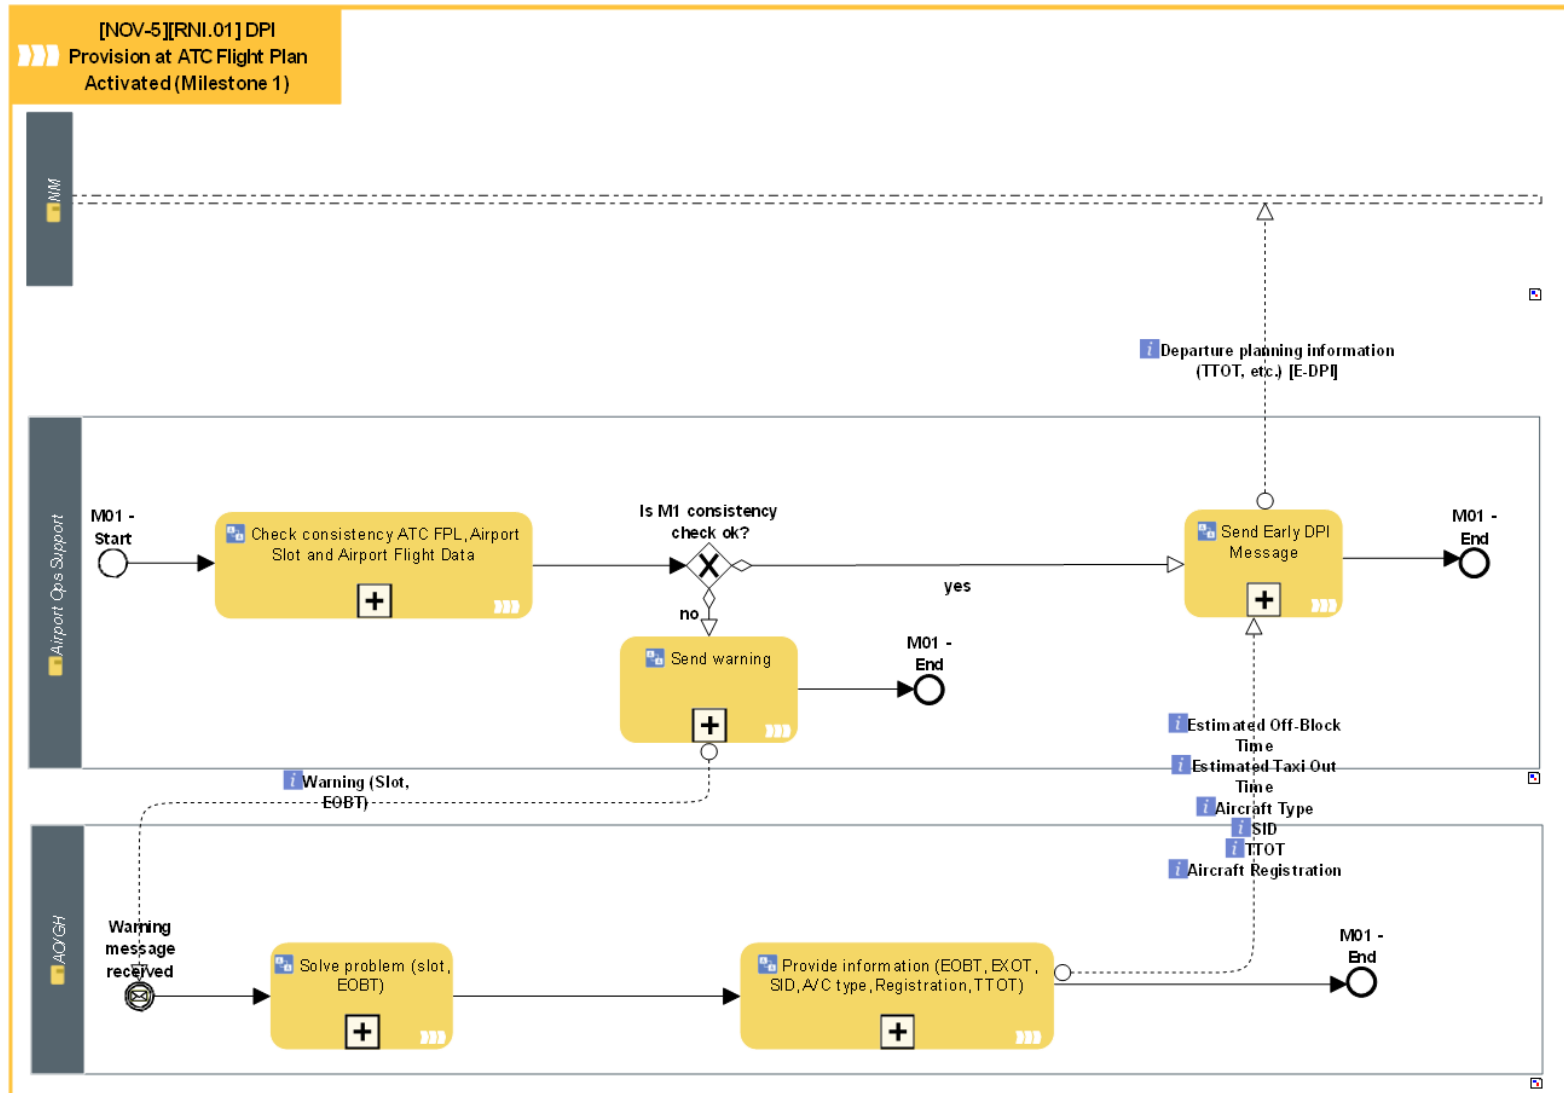 [NOV-5][RNI.01] DPI
Provision at ATC Flight Plan
Activated (Milestone 1)
NM
Departure planning information
(TTOT, etc.) [E-DPI]
Airport Ops Support
M01 -
Start
Check consistency ATC FPL, Airport
Slot and Airport Flight Data
Is M1 consistency
check ok?
yes
no
Send Early DPI
Message
M01 -
End
Send warning
M01 -
End
Warning (Slot,
EOBT)
Estimated Off-Block
Time
Estimated Taxi Out
Time
Aircraft Type
SID
TTOT
Aircraft Registration
AO/GH
Warning
message
received
Solve problem (slot,
EOBT)
Provide information (EOBT, EXOT,
SID, A/C type, Registration, TTOT)
M01 -
End